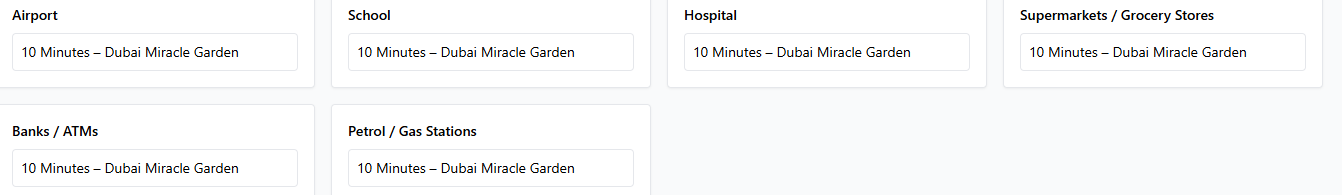 Airport
10 Minutes – Dubai Miracle Garden
School
10 Minutes – Dubai Miracle Garden
Hospital
10 Minutes – Dubai Miracle Garden
Supermarkets / Grocery Stores
10 Minutes – Dubai Miracle Garden
Banks / ATMs
10 Minutes – Dubai Miracle Garden
Petrol / Gas Stations
10 Minutes – Dubai Miracle Garden